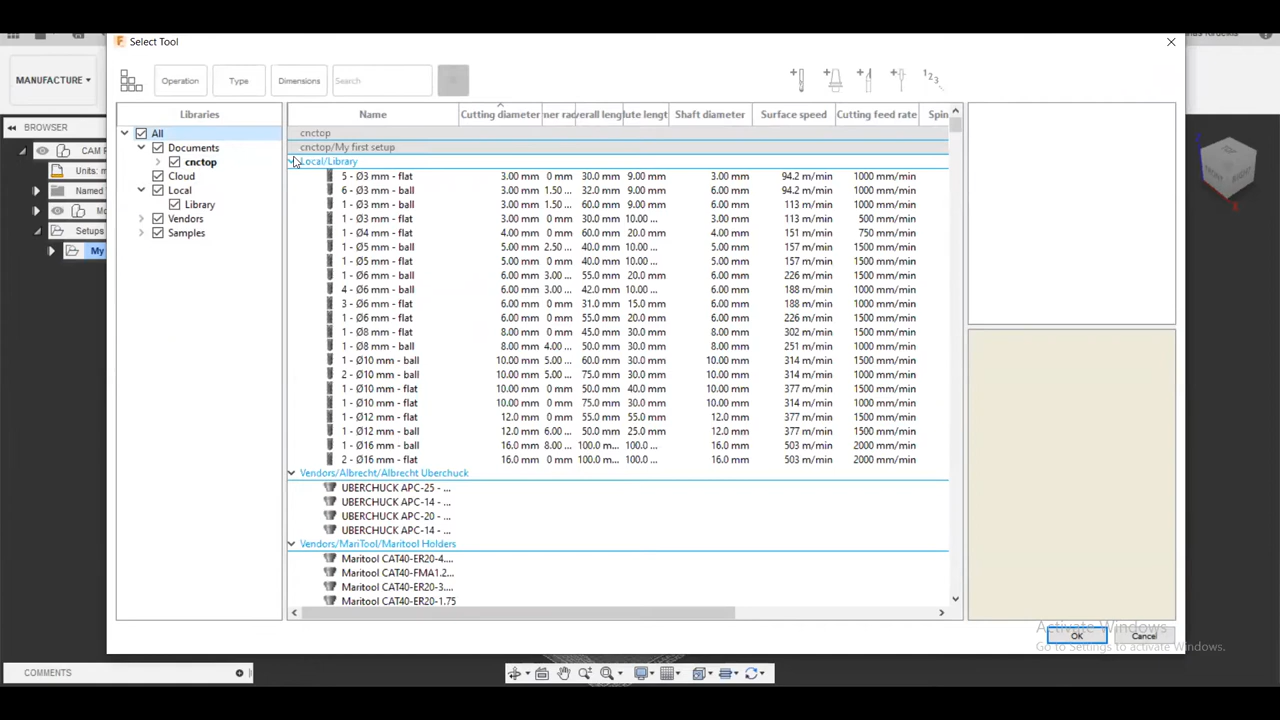 Select Tool
MANUFACTURE
Operation Type Dimensions Search
1 2 3
Libraries Name Cutting diameter ner rad verall leng lute lengt Shaft diameter Surface speed Cutting feed rate Spin
BROWSER
All
Documents
cnctop
Cloud
Local
Library
Vendors
Samples
CAM
Units: m
Named
Mo
Setups
My
cnctop
cnctop/My first setup
Local/Library
5 - Ø3 mm - flat 3.00 mm 0 mm 30.0 mm 9.00 mm 3.00 mm 94.2 m/min 1000 mm/min
6 - Ø3 mm - ball 3.00 mm 1.50 ... 32.0 mm 9.00 mm 6.00 mm 94.2 m/min 1000 mm/min
1 - Ø3 mm - ball 3.00 mm 1.50 ... 60.0 mm 9.00 mm 3.00 mm 113 m/min 1000 mm/min
1 - Ø3 mm - flat 3.00 mm 0 mm 30.0 mm 10.00 ... 3.00 mm 113 m/min 500 mm/min
1 - Ø4 mm - flat 4.00 mm 0 mm 60.0 mm 20.0 mm 4.00 mm 151 m/min 750 mm/min
1 - Ø5 mm - ball 5.00 mm 2.50 ... 40.0 mm 10.00 ... 5.00 mm 157 m/min 1500 mm/min
1 - Ø5 mm - flat 5.00 mm 0 mm 40.0 mm 10.00 ... 5.00 mm 157 m/min 1500 mm/min
1 - Ø6 mm - ball 6.00 mm 3.00 ... 55.0 mm 20.0 mm 6.00 mm 226 m/min 1500 mm/min
4 - Ø6 mm - ball 6.00 mm 3.00 ... 42.0 mm 10.00 ... 6.00 mm 188 m/min 1000 mm/min
3 - Ø6 mm - flat 6.00 mm 0 mm 31.0 mm 15.0 mm 6.00 mm 188 m/min 1000 mm/min
1 - Ø6 mm - flat 6.00 mm 0 mm 55.0 mm 20.0 mm 6.00 mm 226 m/min 1500 mm/min
1 - Ø8 mm - flat 8.00 mm 0 mm 45.0 mm 30.0 mm 8.00 mm 302 m/min 1500 mm/min
1 - Ø8 mm - ball 8.00 mm 4.00 ... 50.0 mm 30.0 mm 8.00 mm 251 m/min 1000 mm/min
1 - Ø10 mm - ball 10.00 mm 5.00 ... 60.0 mm 30.0 mm 10.00 mm 314 m/min 1500 mm/min
2 - Ø10 mm - ball 10.00 mm 5.00 ... 75.0 mm 30.0 mm 10.00 mm 314 m/min 1000 mm/min
1 - Ø10 mm - flat 10.00 mm 0 mm 50.0 mm 40.0 mm 10.00 mm 377 m/min 1500 mm/min
1 - Ø10 mm - flat 10.00 mm 0 mm 75.0 mm 30.0 mm 10.00 mm 314 m/min 1000 mm/min
1 - Ø12 mm - flat 12.0 mm 0 mm 55.0 mm 55.0 mm 12.0 mm 377 m/min 1500 mm/min
1 - Ø12 mm - ball 12.0 mm 6.00 ... 50.0 mm 25.0 mm 12.0 mm 377 m/min 1000 mm/min
1 - Ø16 mm - ball 16.0 mm 8.00 ... 100.0 m... 100.0 ... 16.0 mm 503 m/min 2000 mm/min
2 - Ø16 mm - flat 16.0 mm 0 mm 100.0 m... 100.0 ... 16.0 mm 503 m/min 2000 mm/min
Vendors/Albrecht/Albrecht Uberchuck
UBERCHUCK APC-25 - ...
UBERCHUCK APC-14 - ...
UBERCHUCK APC-20 - ...
UBERCHUCK APC-14 - ...
Vendors/MariTool/Maritool Holders
Maritool CAT40-ER20-4....
Maritool CAT40-FMA1.2...
Maritool CAT40-ER20-3....
Maritool CAT40-ER20-1.75
FRONT
RIGHT
X
Z
Activate Windows
Go to Settings to activate Windows.
OK Cancel
COMMENTS